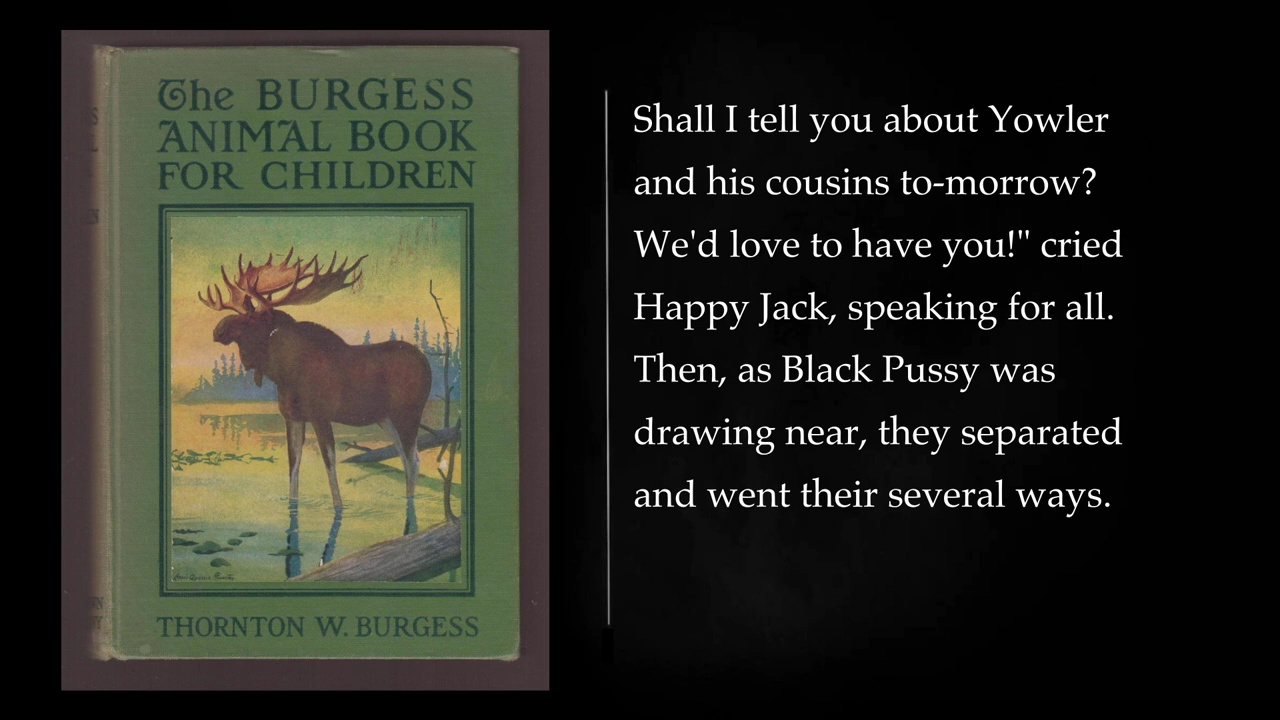 The BURGESS
ANIMAL BOOK
FOR CHILDREN
THORNTON W. BURGESS
Shall I tell you about Yowler
and his cousins to-morrow?
We'd love to have you!" cried
Happy Jack, speaking for all.
Then, as Black Pussy was
drawing near, they separated
and went their several ways.